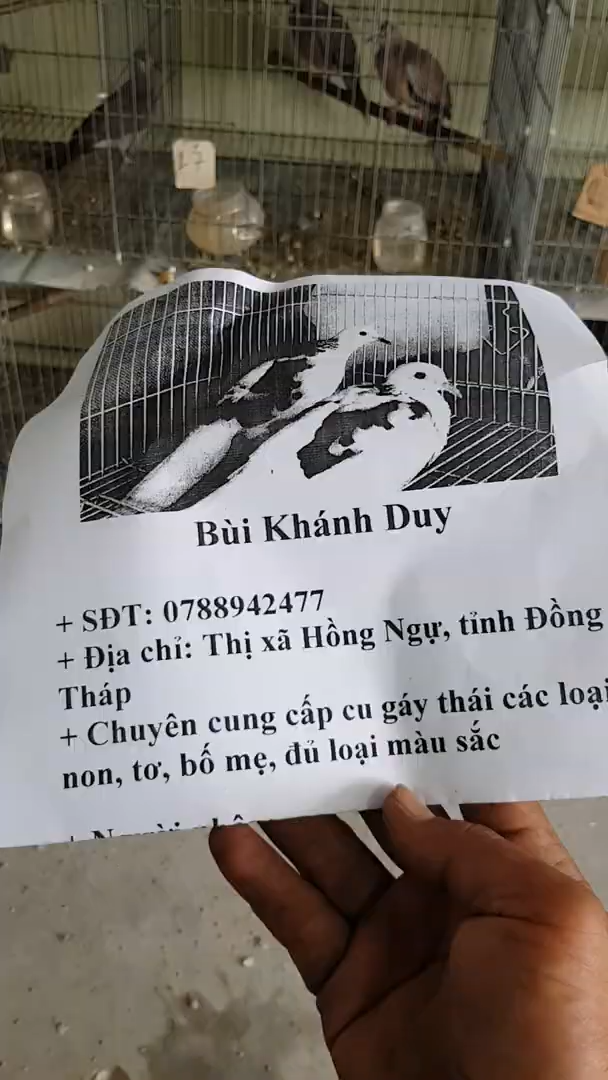 17
Bùi Khánh Duy
+ SĐT: 0788942477
+ Địa chỉ: Thị xã Hồng Ngự, tỉnh Đồng
Tháp
+ Chuyên cung cấp cu gáy thái các loại
non, tơ, bố mẹ, đủ loại màu sắc